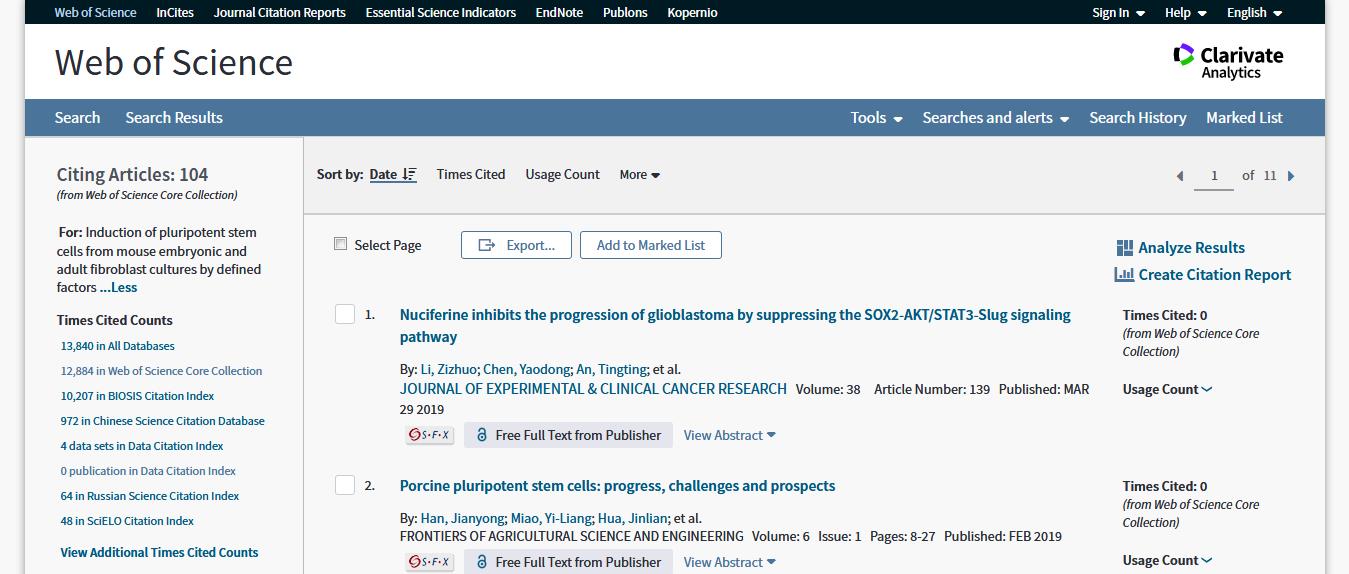 Web of Science InCites Journal Citation Reports Essential Science Indicators EndNote Publons Kopernio Sign In Help English
Web of Science
Clarivate
Analytics
Search Search Results Tools Searches and alerts Search History Marked List
Citing Articles: 104
(from Web of Science Core Collection)
For: Induction of pluripotent stem
cells from mouse embryonic and
adult fibroblast cultures by defined
factors ...Less
Times Cited Counts
13,840 in All Databases
12,884 in Web of Science Core Collection
10,207 in BIOSIS Citation Index
972 in Chinese Science Citation Database
4 data sets in Data Citation Index
0 publication in Data Citation Index
64 in Russian Science Citation Index
48 in SciELO Citation Index
View Additional Times Cited Counts
Sort by: Date Times Cited Usage Count More
1 of 11
Select Page Export... Add to Marked List
Analyze Results
Create Citation Report
1. Nuciferine inhibits the progression of glioblastoma by suppressing the SOX2-AKT/STAT3-Slug signaling
pathway
By: Li, Zizhuo; Chen, Yaodong; An, Tingting; et al.
JOURNAL OF EXPERIMENTAL & CLINICAL CANCER RESEARCH Volume: 38 Article Number: 139 Published: MAR
29 2019
S·F·X Free Full Text from Publisher View Abstract
Times Cited: 0
(from Web of Science Core
Collection)
Usage Count
2. Porcine pluripotent stem cells: progress, challenges and prospects
By: Han, Jianyong; Miao, Yi-Liang; Hua, Jinlian; et al.
FRONTIERS OF AGRICULTURAL SCIENCE AND ENGINEERING Volume: 6 Issue: 1 Pages: 8-27 Published: FEB 2019
S·F·X Free Full Text from Publisher View Abstract
Times Cited: 0
(from Web of Science Core
Collection)
Usage Count